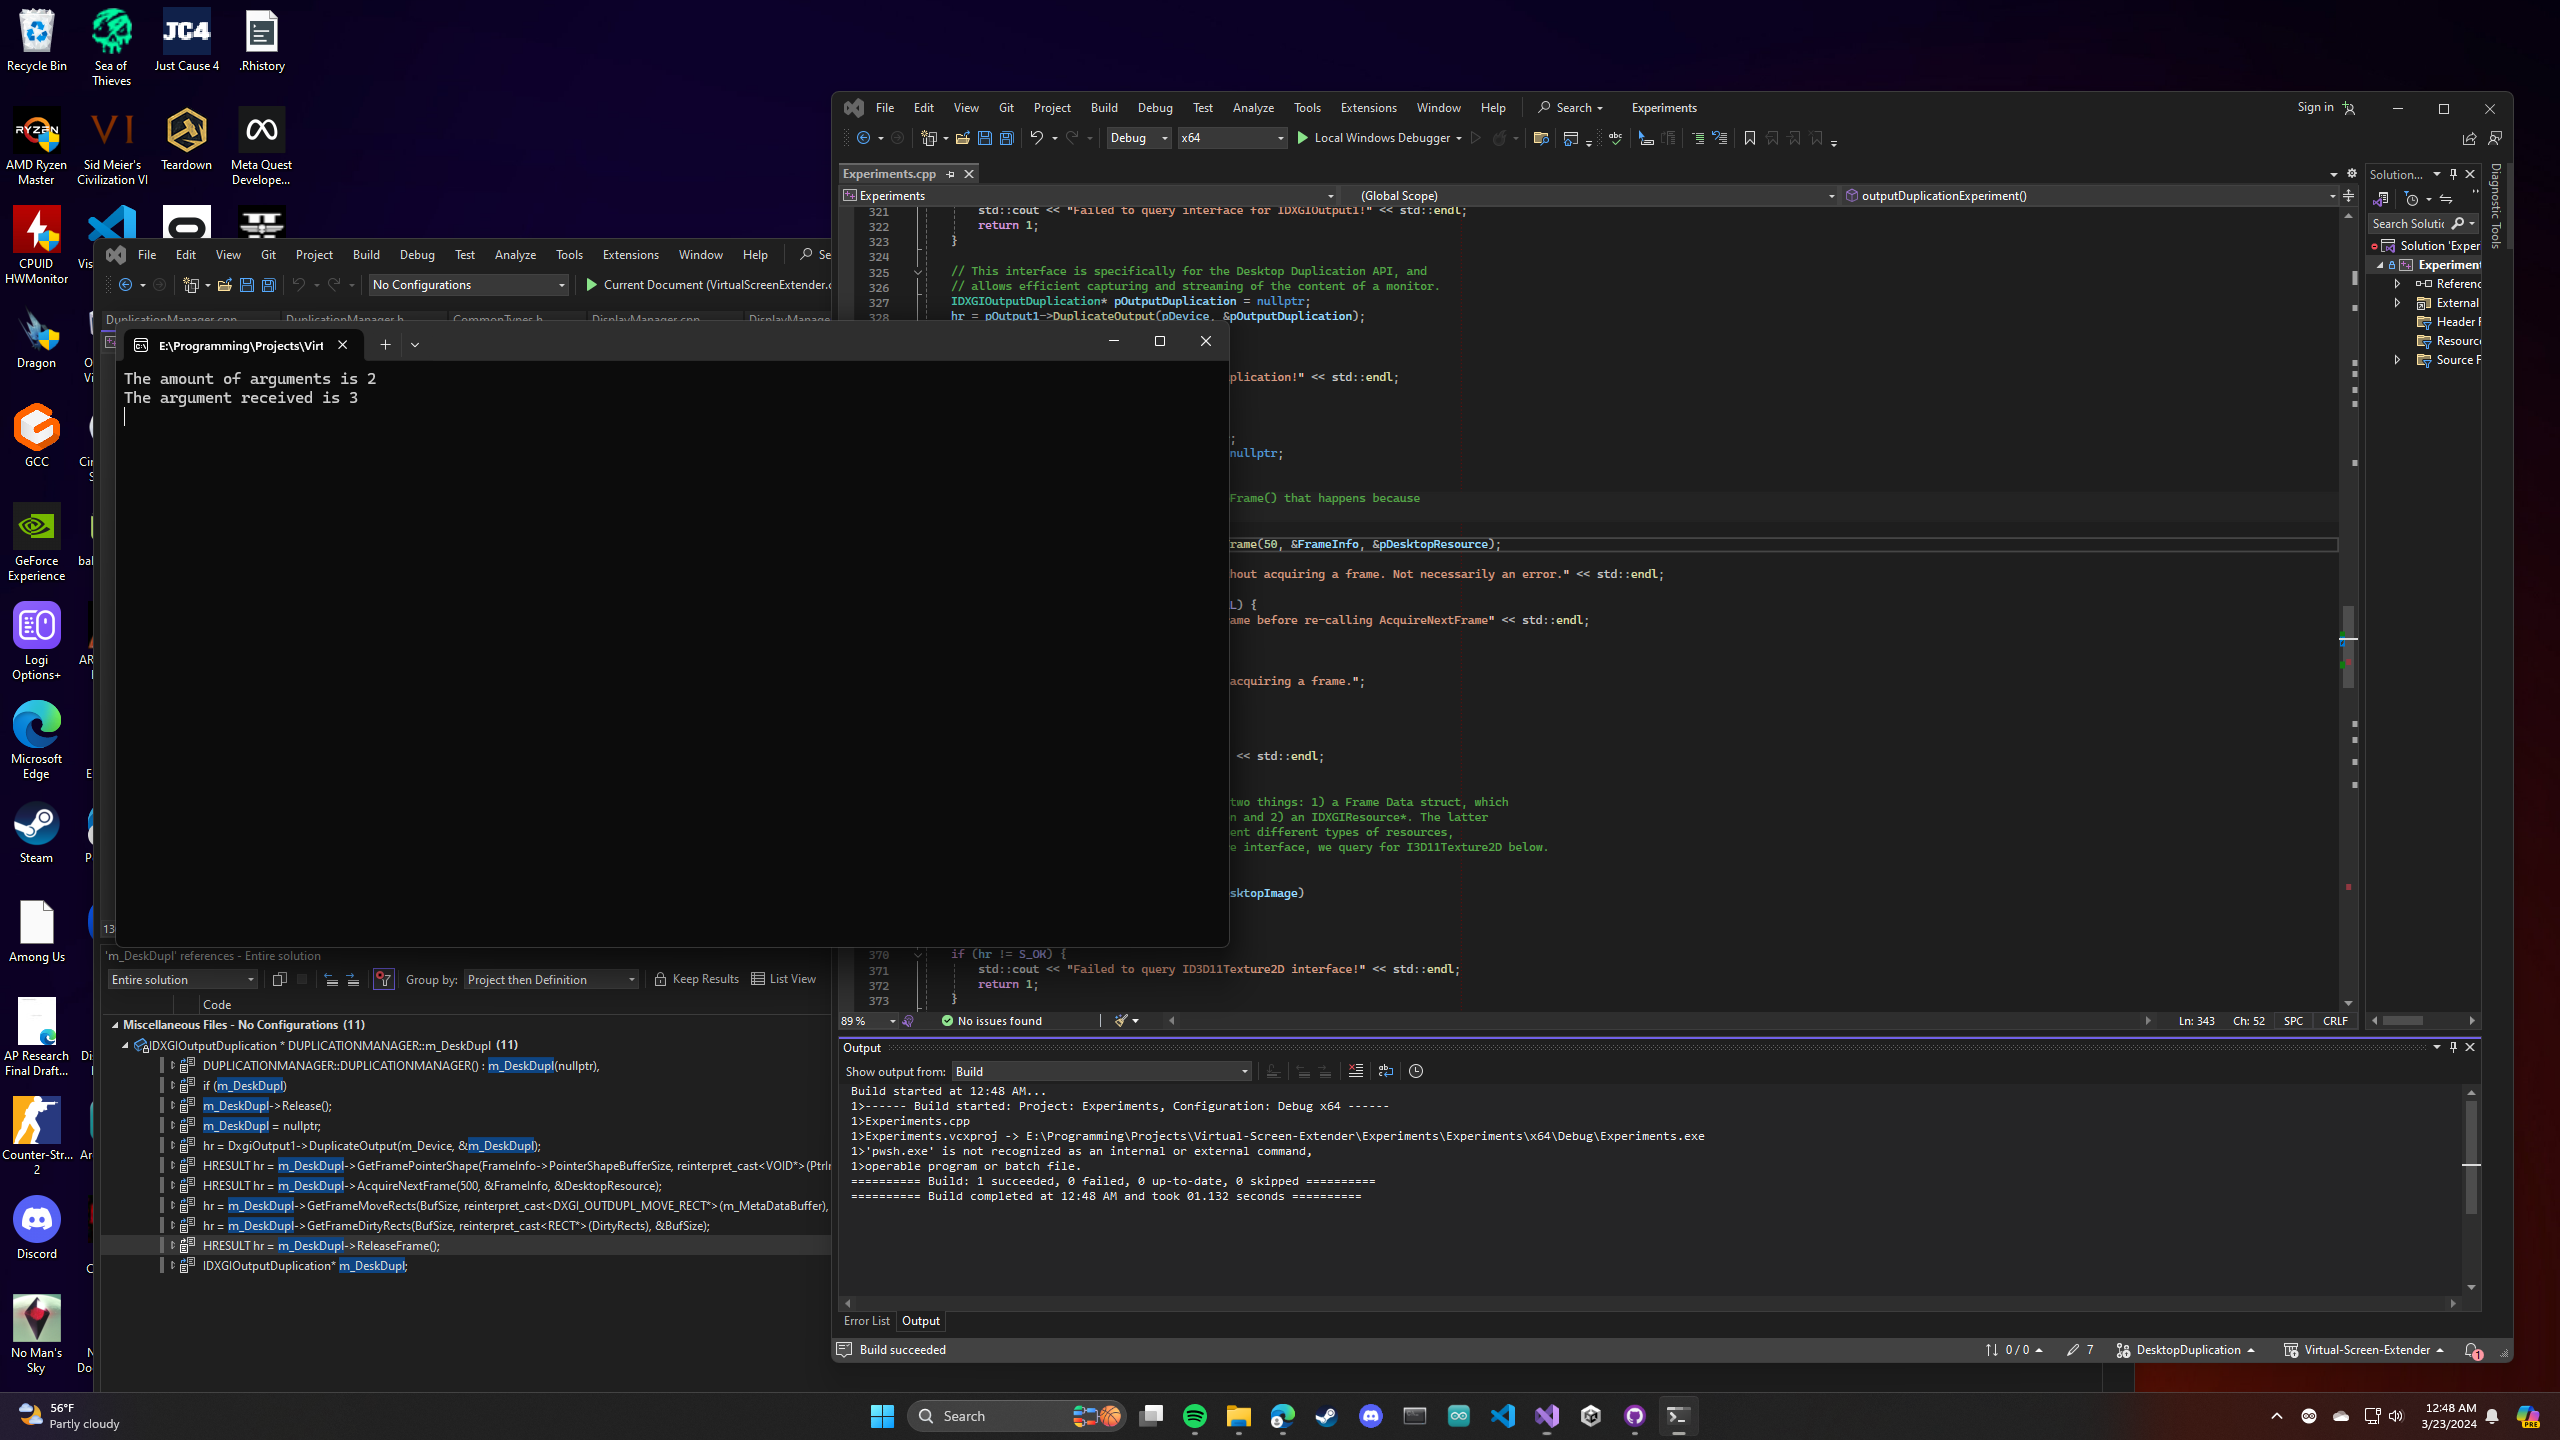 Recycle Bin
Sea of
Thieves
Just Cause 4
.Rhistory
AMD Ryzen
Master
Sid Meier's
Civilization VI
Teardown
Meta Quest
Develope...
CPUID
HWMonitor
Dragon
GCC
GeForce
Experience
Logi
Options+
Microsoft
Edge
Steam
Among Us
AP Research
Final Draft...
Counter-Str...
2
Discord
No Man's
Sky
File Edit View Git Project Build Debug Test Analyze Tools Extensions Window Help
No Configurations
Current Document (VirtualScreenExtender.c
DuplicationManager.cpp DuplicationManager.h CommonTypes.h DisplayManager.cpp DisplayManage
E:\Programming\Projects\Virt
The amount of arguments is 2
The argument received is 3
'm_DeskDupl' references - Entire solution
Entire solution Group by: Project then Definition Keep Results List View
Code
Miscellaneous Files - No Configurations (11)
IDXGIOutputDuplication * DUPLICATIONMANAGER::m_DeskDupl (11)
DUPLICATIONMANAGER::DUPLICATIONMANAGER() : m_DeskDupl(nullptr),
if (m_DeskDupl)
m_DeskDupl->Release();
m_DeskDupl = nullptr;
hr = DxgiOutput1->DuplicateOutput(m_Device, &m_DeskDupl);
HRESULT hr = m_DeskDupl->GetFramePointerShape(FrameInfo->PointerShapeBufferSize, reinterpret_cast<VOID*>(PtrIn
HRESULT hr = m_DeskDupl->AcquireNextFrame(500, &FrameInfo, &DesktopResource);
hr = m_DeskDupl->GetFrameMoveRects(BufSize, reinterpret_cast<DXGI_OUTDUPL_MOVE_RECT*>(m_MetaDataBuffer),
hr = m_DeskDupl->GetFrameDirtyRects(BufSize, reinterpret_cast<RECT*>(DirtyRects), &BufSize);
HRESULT hr = m_DeskDupl->ReleaseFrame();
IDXGIOutputDuplication* m_DeskDupl;
File Edit View Git Project Build Debug Test Analyze Tools Extensions Window Help Search Experiments Sign in
Debug x64 Local Windows Debugger
Experiments.cpp
Experiments (Global Scope) outputDuplicationExperiment()
321 std::cout << "Failed to query interface for IDXGIOutput1!" << std::endl;
322 return 1;
323 }
324
325 // This interface is specifically for the Desktop Duplication API, and
326 // allows efficient capturing and streaming of the content of a monitor.
327 IDXGIOutputDuplication* pOutputDuplication = nullptr;
328 hr = pOutput1->DuplicateOutput(pDevice, &pOutputDuplication);
plication!" << std::endl;
;
nullptr;
Frame() that happens because
rame(50, &FrameInfo, &pDesktopResource);
hout acquiring a frame. Not necessarily an error." << std::endl;
L) {
ame before re-calling AcquireNextFrame" << std::endl;
acquiring a frame.";
<< std::endl;
two things: 1) a Frame Data struct, which
n and 2) an IDXGIResource*. The latter
ent different types of resources,
e interface, we query for I3D11Texture2D below.
sktopImage)
370 if (hr != S_OK) {
371 std::cout << "Failed to query ID3D11Texture2D interface!" << std::endl;
372 return 1;
373 }
89 % No issues found Ln: 343 Ch: 52 SPC CRLF
Solution...
Search Solutic
Solution 'Exper
Experiment
Referenc
External
Header F
Resourc
Source F
Diagnostic Tools
Output
Show output from: Build
Build started at 12:48 AM...
1>------ Build started: Project: Experiments, Configuration: Debug x64 ------
1>Experiments.cpp
1>Experiments.vcxproj -> E:\Programming\Projects\Virtual-Screen-Extender\Experiments\Experiments\x64\Debug\Experiments.exe
1>'pwsh.exe' is not recognized as an internal or external command,
1>operable program or batch file.
========== Build: 1 succeeded, 0 failed, 0 up-to-date, 0 skipped ==========
========== Build completed at 12:48 AM and took 01.132 seconds ==========
Error List Output
Build succeeded 0 / 0 7 DesktopDuplication Virtual-Screen-Extender 1
56°F
Partly cloudy
Search
12:48 AM
3/23/2024